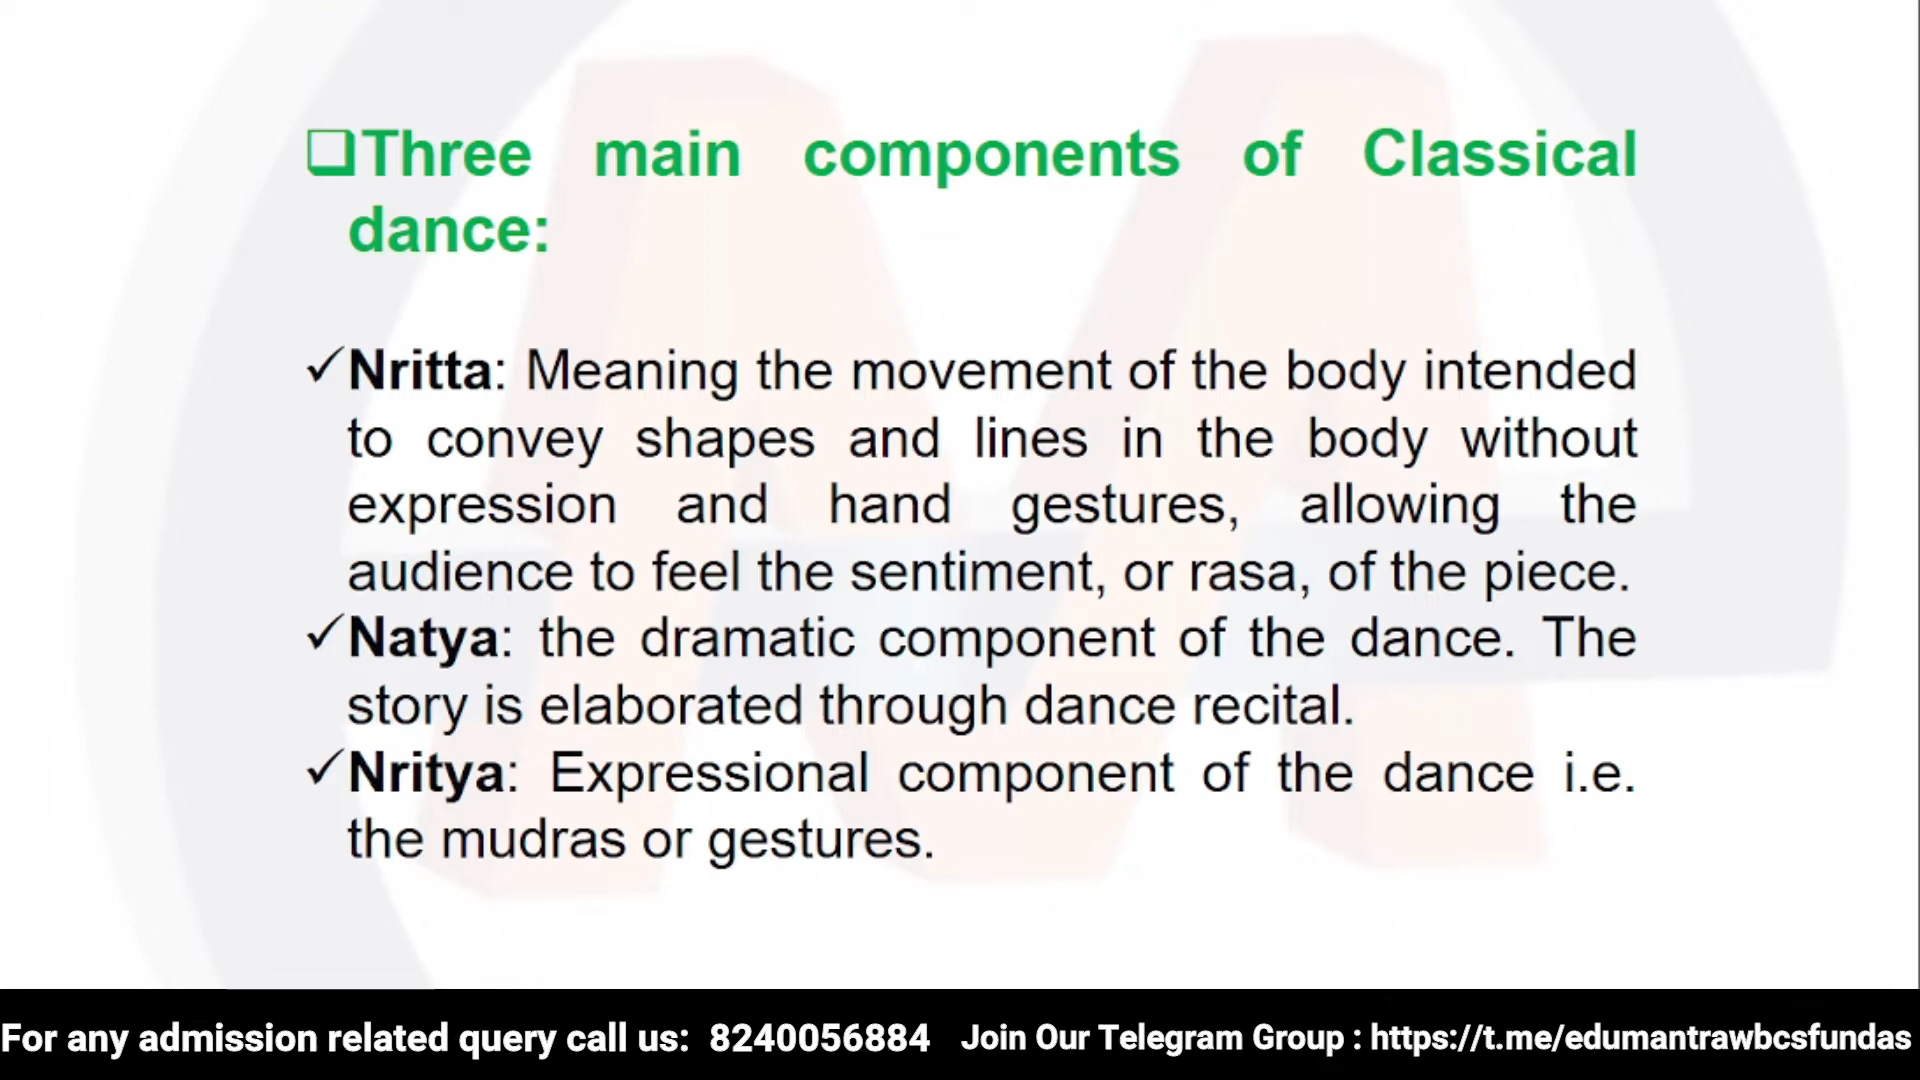 ❑Three main components of Classical
dance:
✓Nritta: Meaning the movement of the body intended
to convey shapes and lines in the body without
expression and hand gestures, allowing the
audience to feel the sentiment, or rasa, of the piece.
✓Natya: the dramatic component of the dance. The
story is elaborated through dance recital.
✓Nritya: Expressional component of the dance i.e.
the mudras or gestures.
For any admission related query call us: 8240056884 Join Our Telegram Group : https://t.me/edumantrawbcsfundas